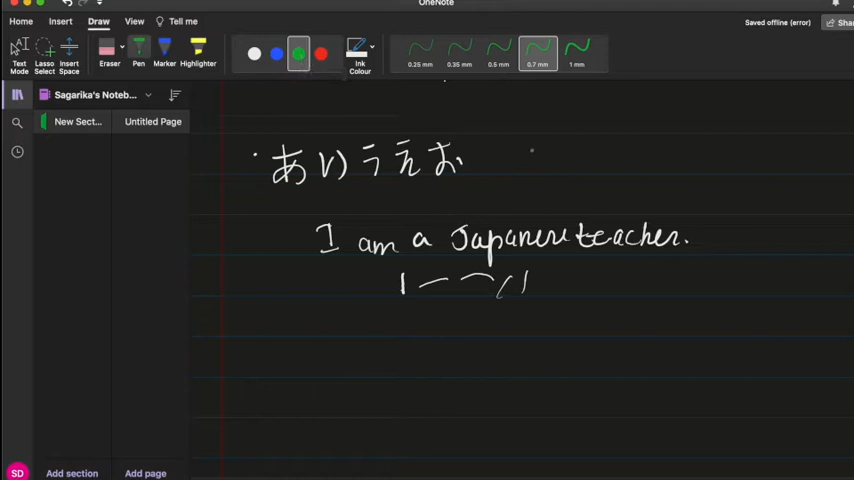 OneNote
Home Insert Draw View Tell me
Saved offline (error) Shar
Text Mode
Lasso Select
Insert Space
Eraser Pen Marker Highlighter
Ink Colour
0.25 mm 0.35 mm 0.5 mm 0.7 mm 1 mm
Sagarika's Noteb...
New Sect... Untitled Page
あいうえお
I am a Japanese teacher.
SD Add section Add page